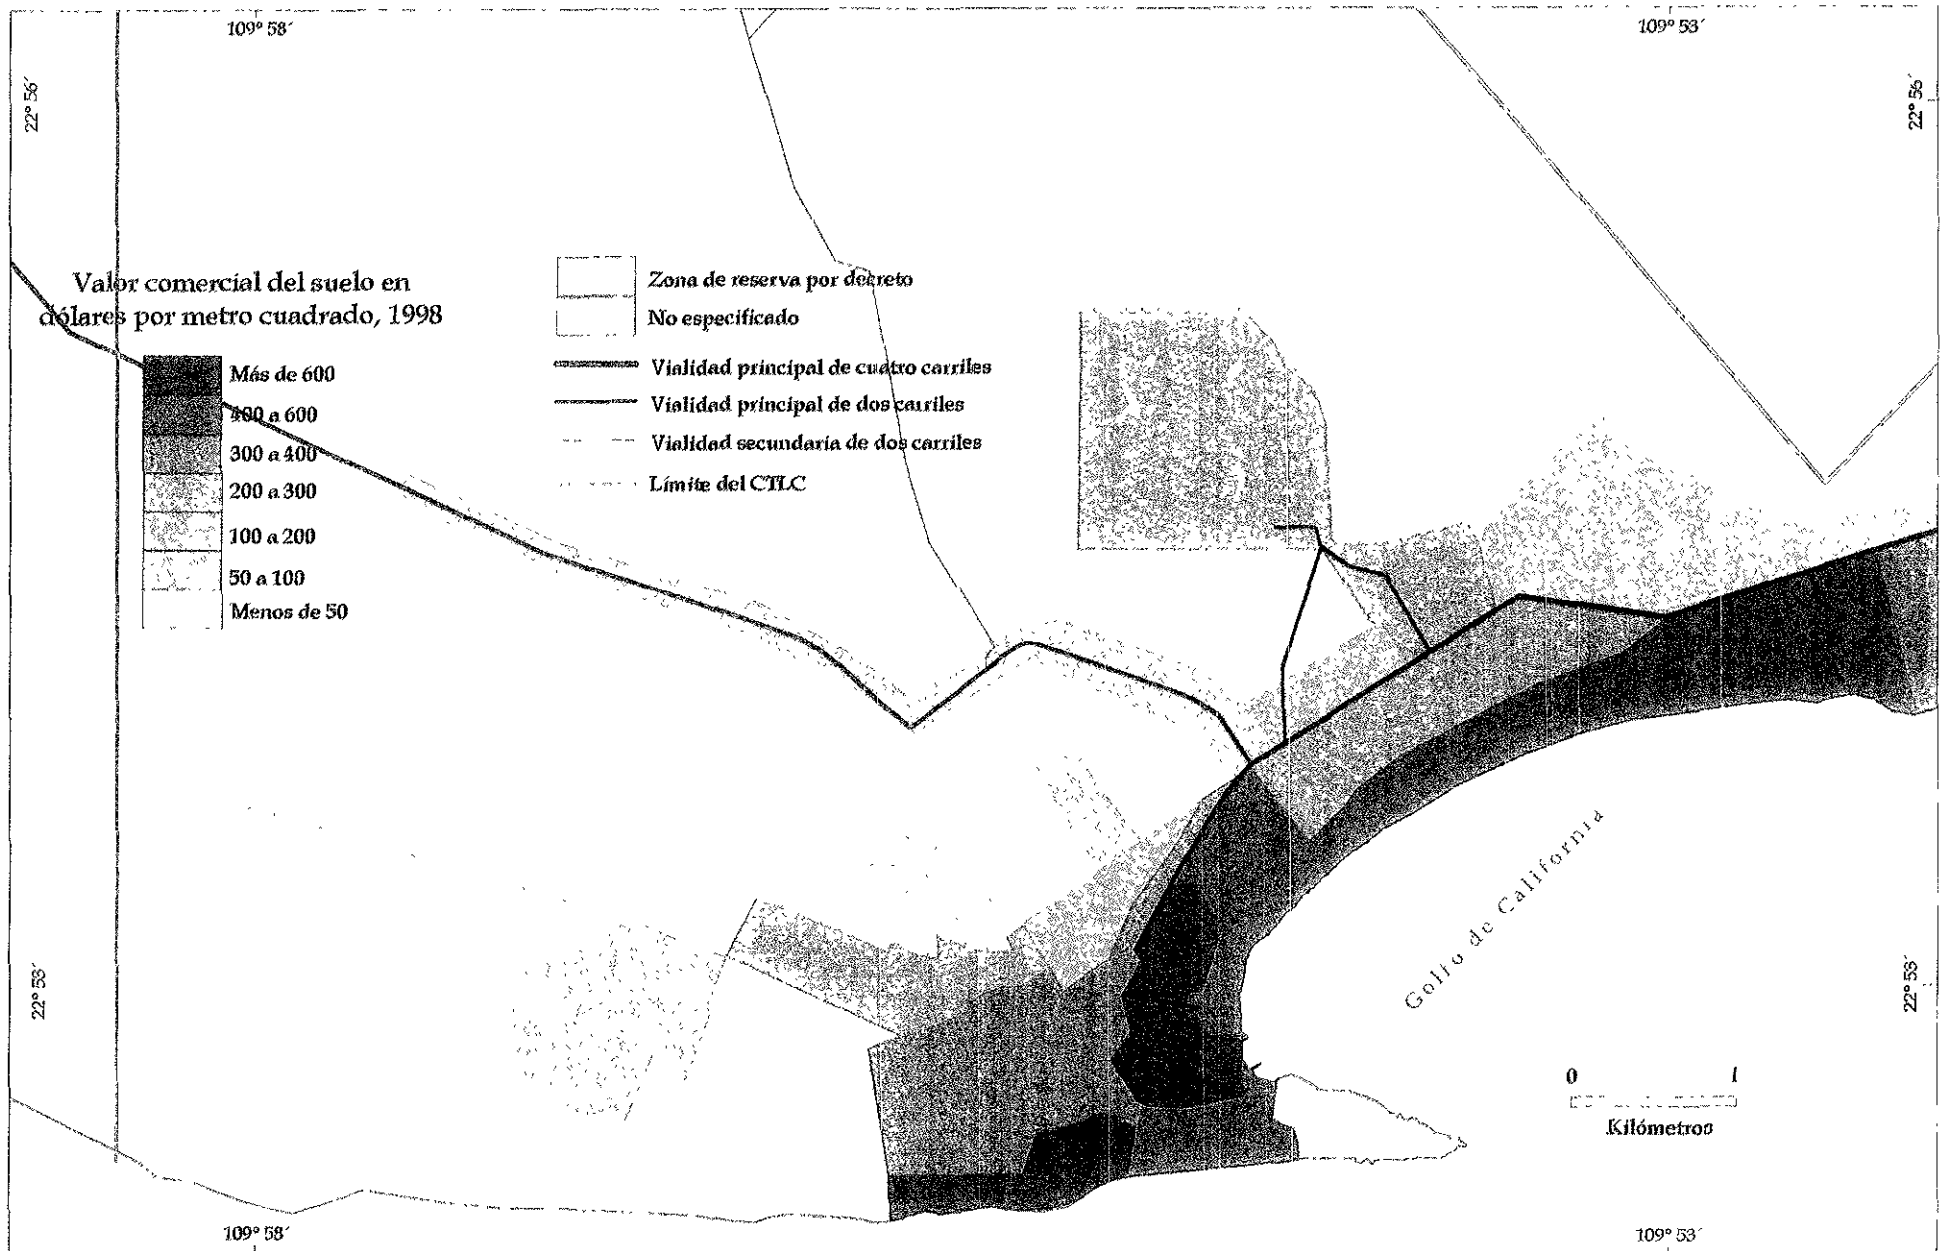 109° 58´
109° 53´
22° 56´
22° 56´
Valor comercial del suelo en
dólares por metro cuadrado, 1998
Más de 600
400 a 600
300 a 400
200 a 300
100 a 200
50 a 100
Menos de 50
Zona de reserva por decreto
No especificado
Vialidad principal de cuatro carriles
Vialidad principal de dos carriles
Vialidad secundaria de dos carriles
Límite del CTLC
Golfo de California
22° 53´
22° 53´
0 1
Kilómetros
109° 58´
109° 53´